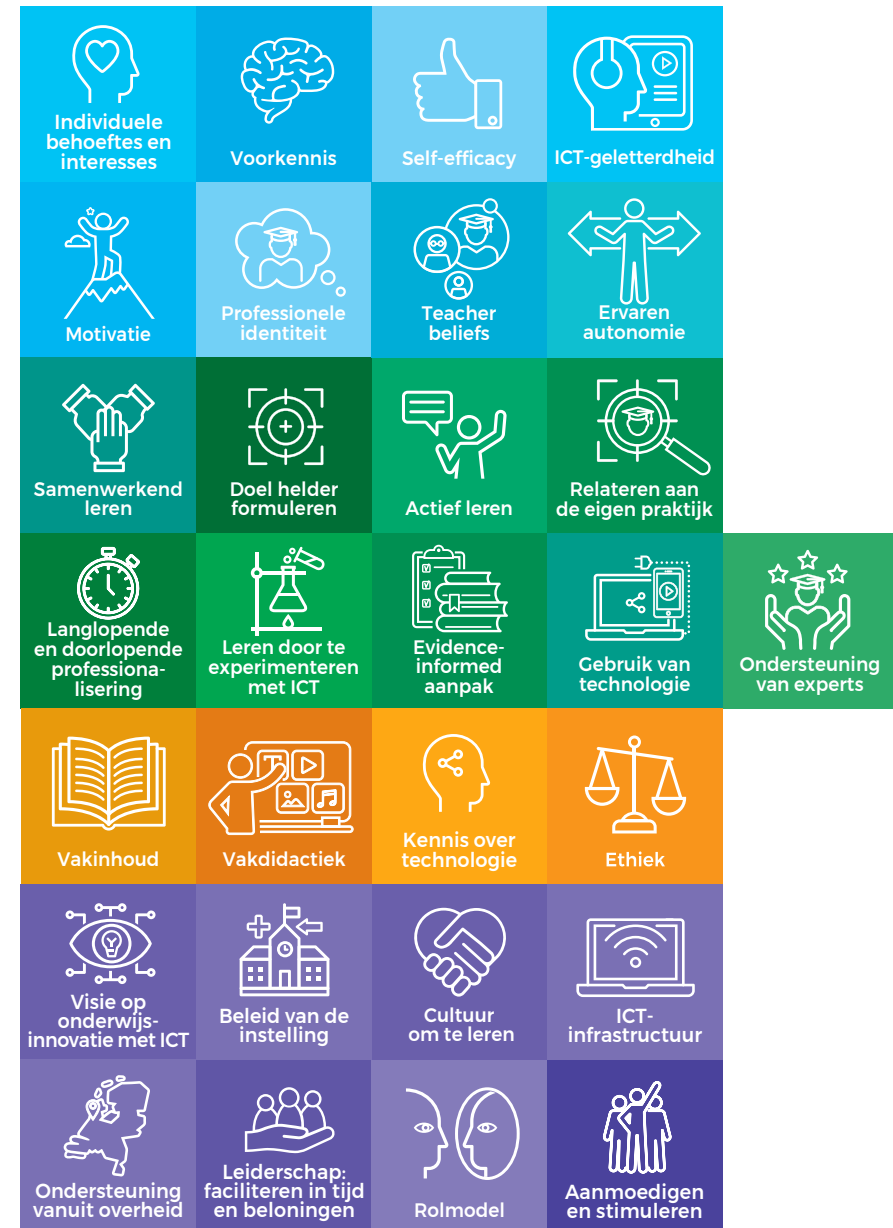 Individuele
behoeftes en
interesses
Voorkennis
Self-efficacy
ICT-geletterdheid
Motivatie
Professionele
identiteit
Teacher
beliefs
Ervaren
autonomie
Samenwerkend
leren
Doel helder
formuleren
Actief leren
Relateren aan
de eigen praktijk
Langlopende
en doorlopende
professiona-
lisering
Leren door te
experimenteren
met ICT
Evidence-
informed
aanpak
Gebruik van
technologie
Ondersteuning
van experts
Vakinhoud
Vakdidactiek
Kennis over
technologie
Ethiek
Visie op
onderwijs-
innovatie met ICT
Beleid van de
instelling
Cultuur
om te leren
ICT-
infrastructuur
Ondersteuning
vanuit overheid
Leiderschap:
faciliteren in tijd
en beloningen
Rolmodel
Aanmoedigen
en stimuleren